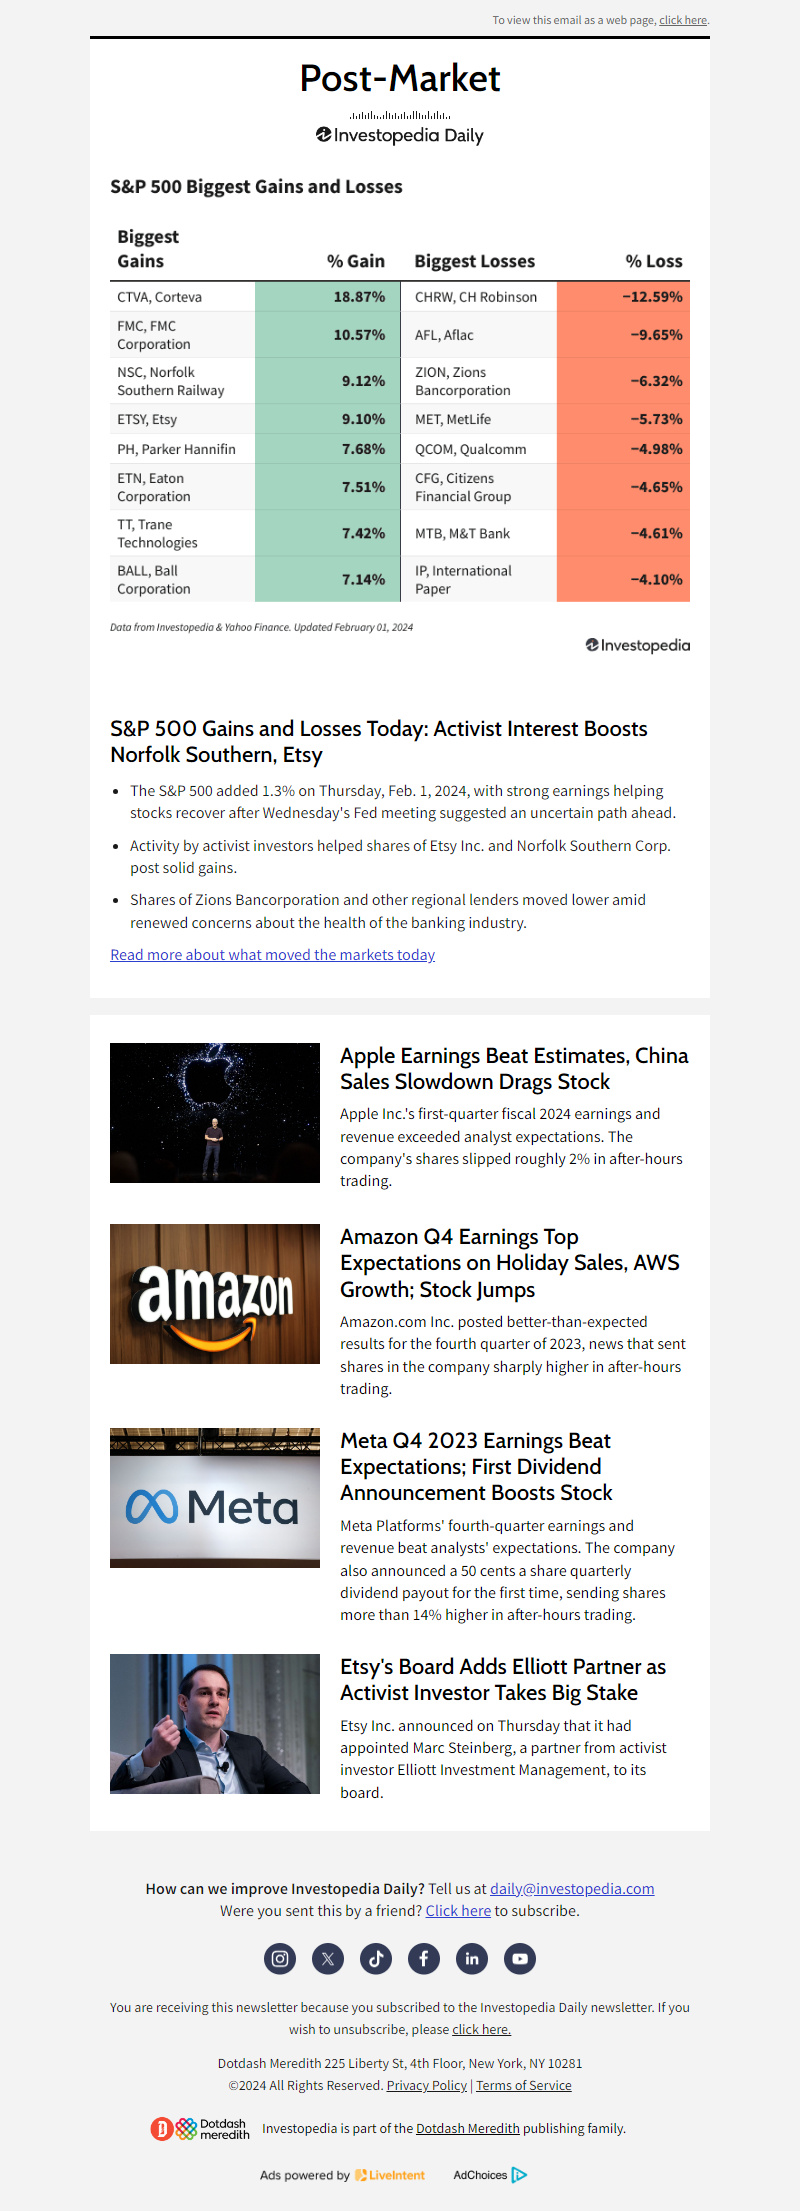 To view this email as a web page, click here.
Post-Market
Investopedia Daily
S&P 500 Biggest Gains and Losses
Biggest
Gains
% Gain
Biggest Losses
% Loss
CTVA, Corteva
18.87%
CHRW, CH Robinson
−12.59%
FMC, FMC
Corporation
10.57%
AFL, Aflac
−9.65%
NSC, Norfolk
Southern Railway
9.12%
ZION, Zions
Bancorporation
−6.32%
ETSY, Etsy
9.10%
MET, MetLife
−5.73%
PH, Parker Hannifin
7.68%
QCOM, Qualcomm
−4.98%
ETN, Eaton
Corporation
7.51%
CFG, Citizens
Financial Group
−4.65%
TT, Trane
Technologies
7.42%
MTB, M&T Bank
−4.61%
BALL, Ball
Corporation
7.14%
IP, International
Paper
−4.10%
Data from Investopedia & Yahoo Finance. Updated February 01, 2024
Investopedia
S&P 500 Gains and Losses Today: Activist Interest Boosts
Norfolk Southern, Etsy
• The S&P 500 added 1.3% on Thursday, Feb. 1, 2024, with strong earnings helping
stocks recover after Wednesday's Fed meeting suggested an uncertain path ahead.
• Activity by activist investors helped shares of Etsy Inc. and Norfolk Southern Corp.
post solid gains.
• Shares of Zions Bancorporation and other regional lenders moved lower amid
renewed concerns about the health of the banking industry.
Read more about what moved the markets today
Apple Earnings Beat Estimates, China
Sales Slowdown Drags Stock
Apple Inc.'s first-quarter fiscal 2024 earnings and
revenue exceeded analyst expectations. The
company's shares slipped roughly 2% in after-hours
trading.
amazon
Amazon Q4 Earnings Top
Expectations on Holiday Sales, AWS
Growth; Stock Jumps
Amazon.com Inc. posted better-than-expected
results for the fourth quarter of 2023, news that sent
shares in the company sharply higher in after-hours
trading.
Meta
Meta Q4 2023 Earnings Beat
Expectations; First Dividend
Announcement Boosts Stock
Meta Platforms' fourth-quarter earnings and
revenue beat analysts' expectations. The company
also announced a 50 cents a share quarterly
dividend payout for the first time, sending shares
more than 14% higher in after-hours trading.
Etsy's Board Adds Elliott Partner as
Activist Investor Takes Big Stake
Etsy Inc. announced on Thursday that it had
appointed Marc Steinberg, a partner from activist
investor Elliott Investment Management, to its
board.
How can we improve Investopedia Daily? Tell us at daily@investopedia.com
Were you sent this by a friend? Click here to subscribe.
You are receiving this newsletter because you subscribed to the Investopedia Daily newsletter. If you
wish to unsubscribe, please click here.
Dotdash Meredith 225 Liberty St, 4th Floor, New York, NY 10281
©2024 All Rights Reserved. Privacy Policy | Terms of Service
Dotdash
meredith
Investopedia is part of the Dotdash Meredith publishing family.
Ads powered by LiveIntent
AdChoices